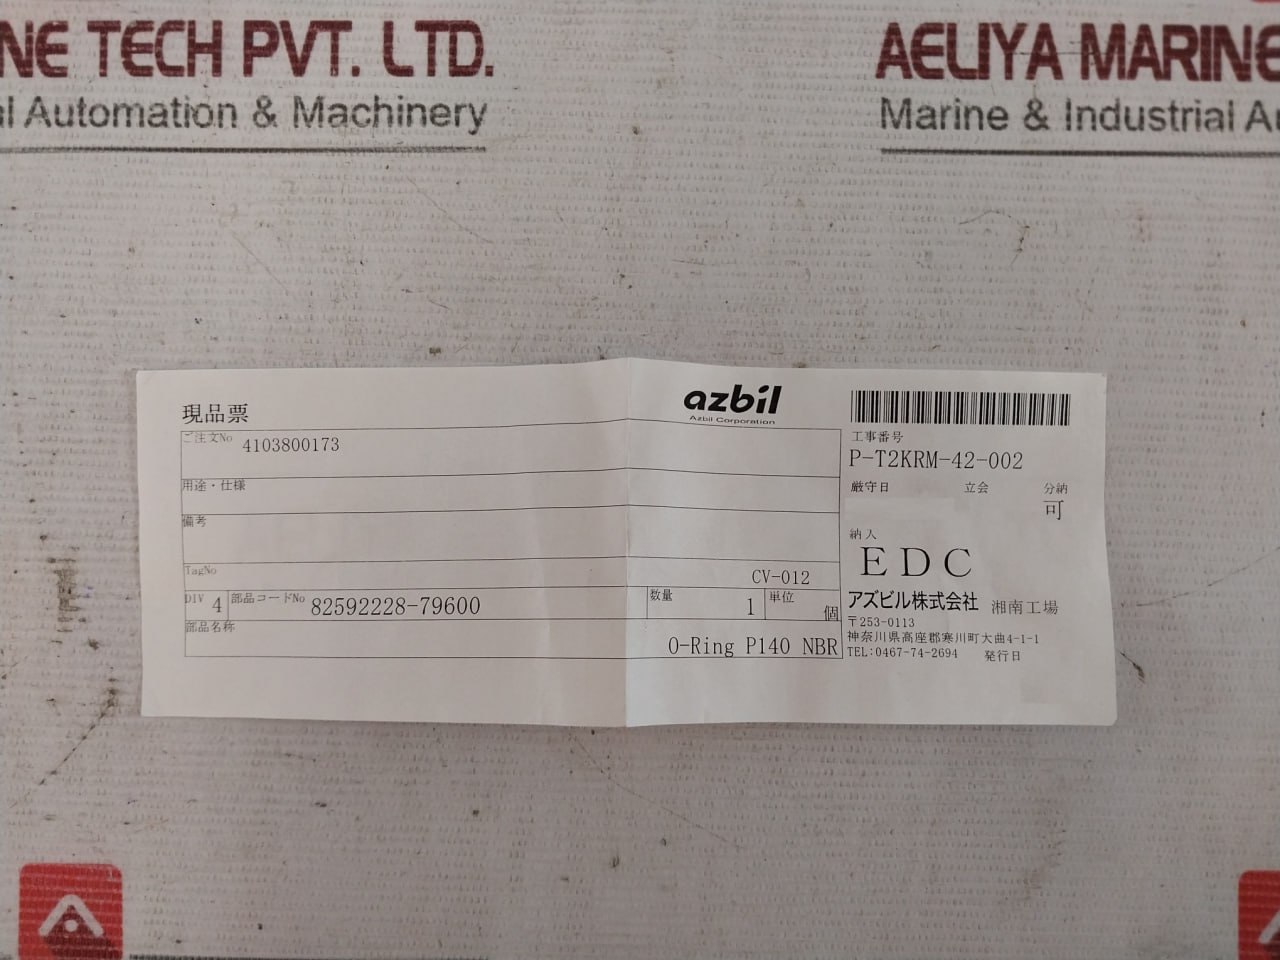 NE TECH PVT. LTD.
al Automation & Machinery
AELIYA MARINE
Marine & Industrial Au
現品票
azbil
Azbil Corporation
ご注文No 4103800173
用途・仕様
備考
TagNo CV-012
DIV 4 部品コードNo 82592228-79600 数量 1 単位 個
部品名称 O-Ring P140 NBR
工事番号
P-T2KRM-42-002
厳守日 立会 分納
可
納入
EDC
アズビル株式会社 湘南工場
〒253-0113
神奈川県高座郡寒川町大曲4-1-1
TEL:0467-74-2694 発行日